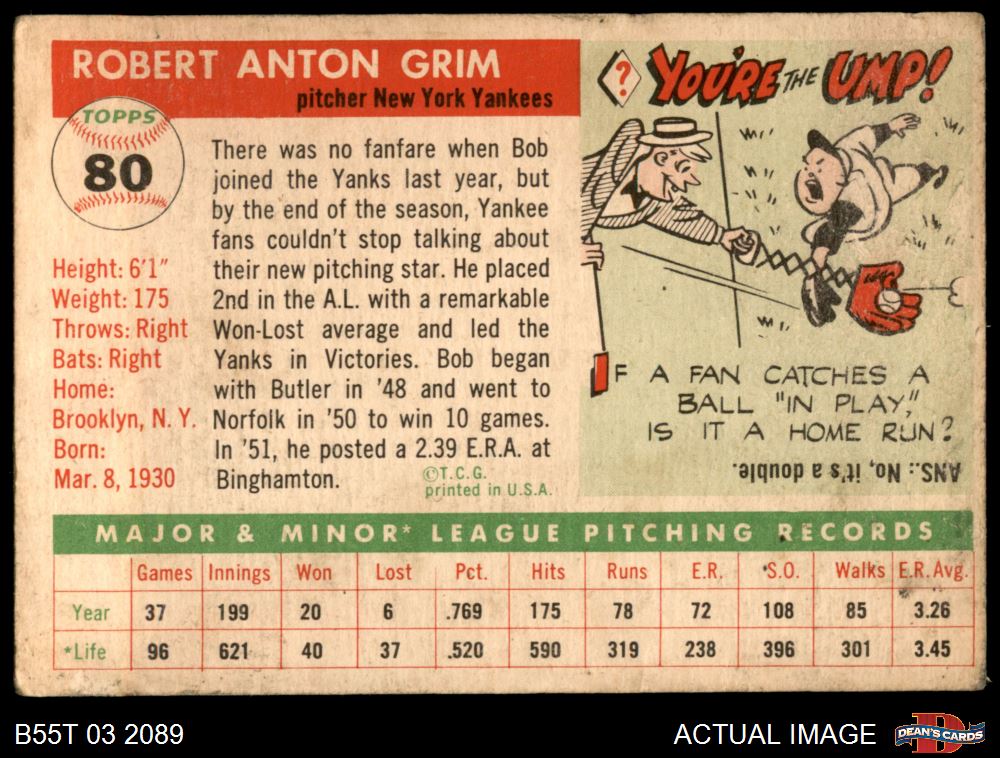 ROBERT ANTON GRIM
pitcher New York Yankees
TOPPS
80
There was no fanfare when Bob
joined the Yanks last year, but
by the end of the season, Yankee
fans couldn't stop talking about
their new pitching star. He placed
2nd in the A.L. with a remarkable
Won-Lost average and led the
Yanks in Victories. Bob began
with Butler in '48 and went to
Norfolk in '50 to win 10 games.
In '51, he posted a 2.39 E.R.A. at
Binghamton.
©T.C.G.
printed in U.S.A.
Height: 6'1"
Weight: 175
Throws: Right
Bats: Right
Home:
Brooklyn, N. Y.
Born:
Mar. 8, 1930
? YOU'RE THE UMP!
IF A FAN CATCHES A
BALL "IN PLAY,"
IS IT A HOME RUN?
ANS.: No, it's a double.
MAJOR & MINOR* LEAGUE PITCHING RECORDS
Games Innings Won Lost Pct. Hits Runs E.R. S.O. Walks E.R. Avg.
Year 37 199 20 6 .769 175 78 72 108 85 3.26
*Life 96 621 40 37 .520 590 319 238 396 301 3.45
B55T 03 2089
ACTUAL IMAGE
DEAN'S CARDS